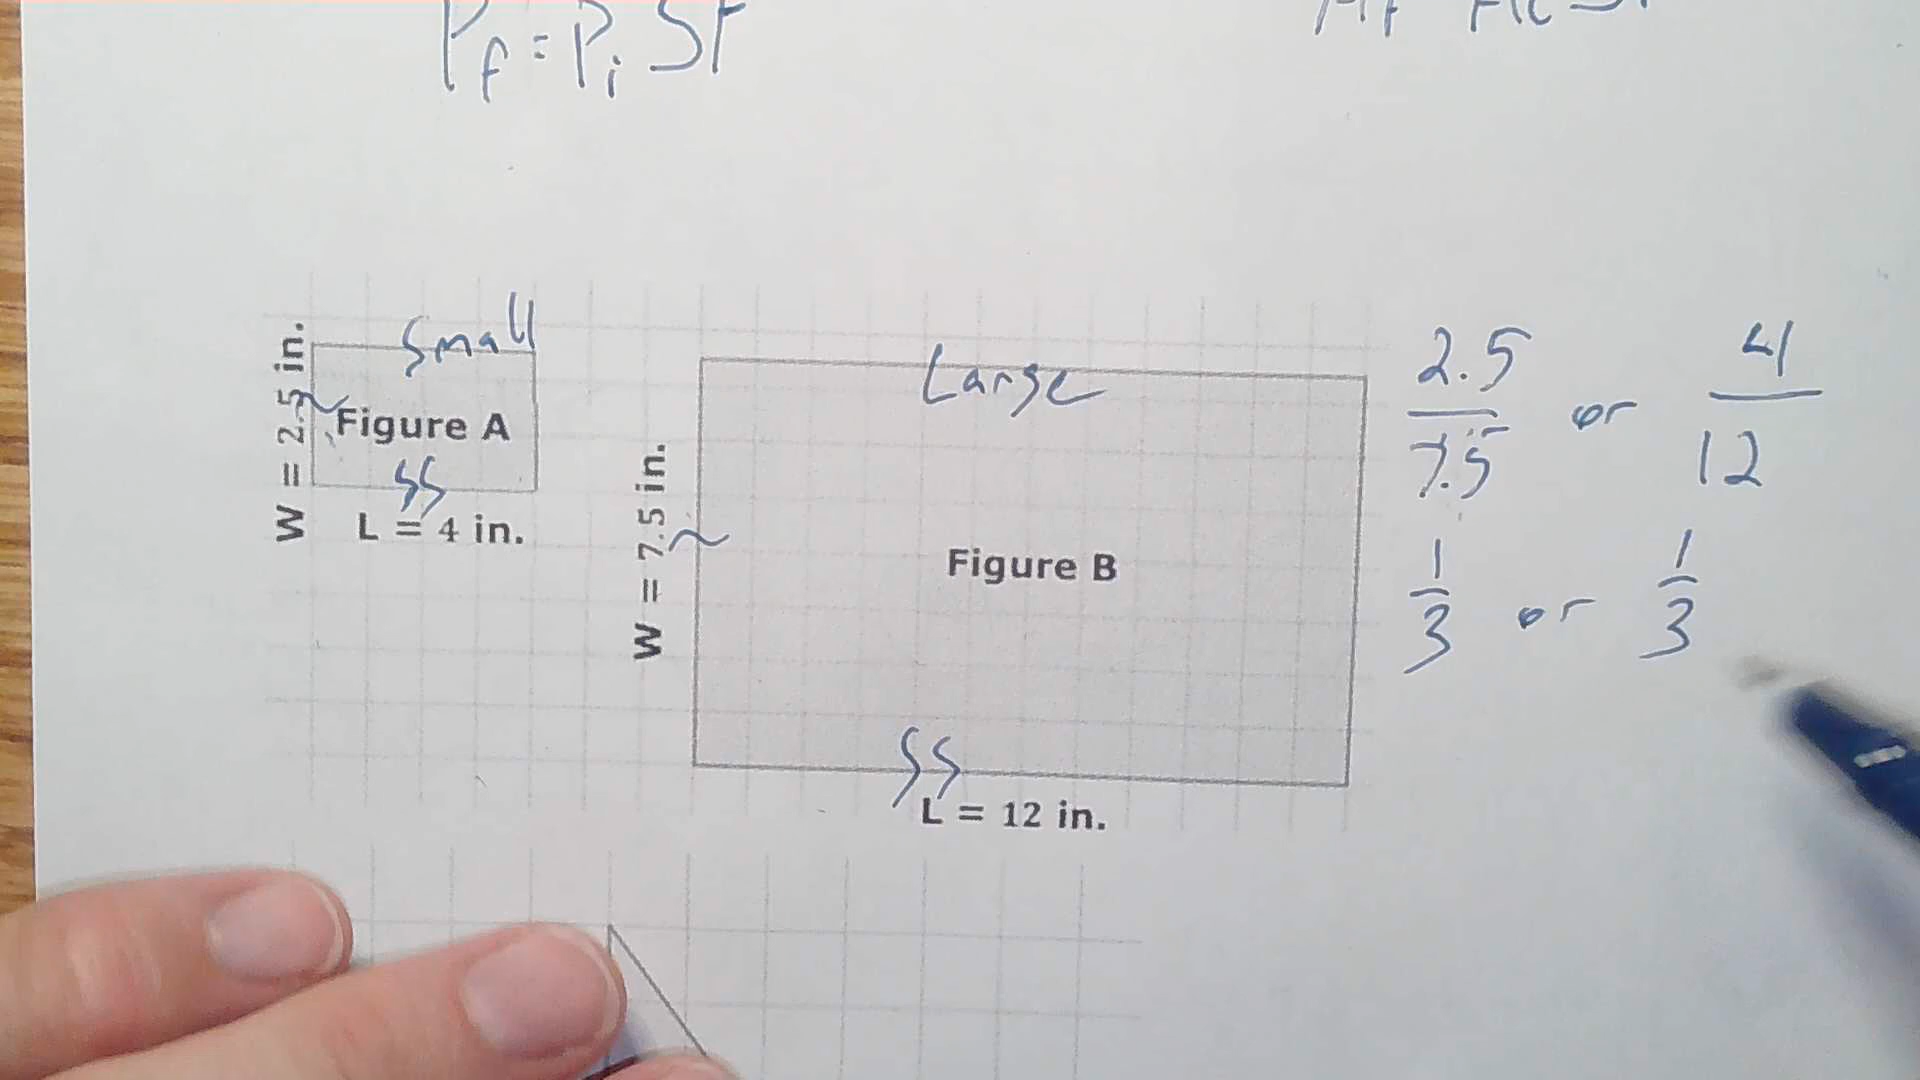 Pf = Pi SF
Small
W = 2.5 in.
Figure A
L = 4 in.
Large
W = 7.5 in.
Figure B
L = 12 in.
2.5/7.5 or 4/12
1/3 or 1/3